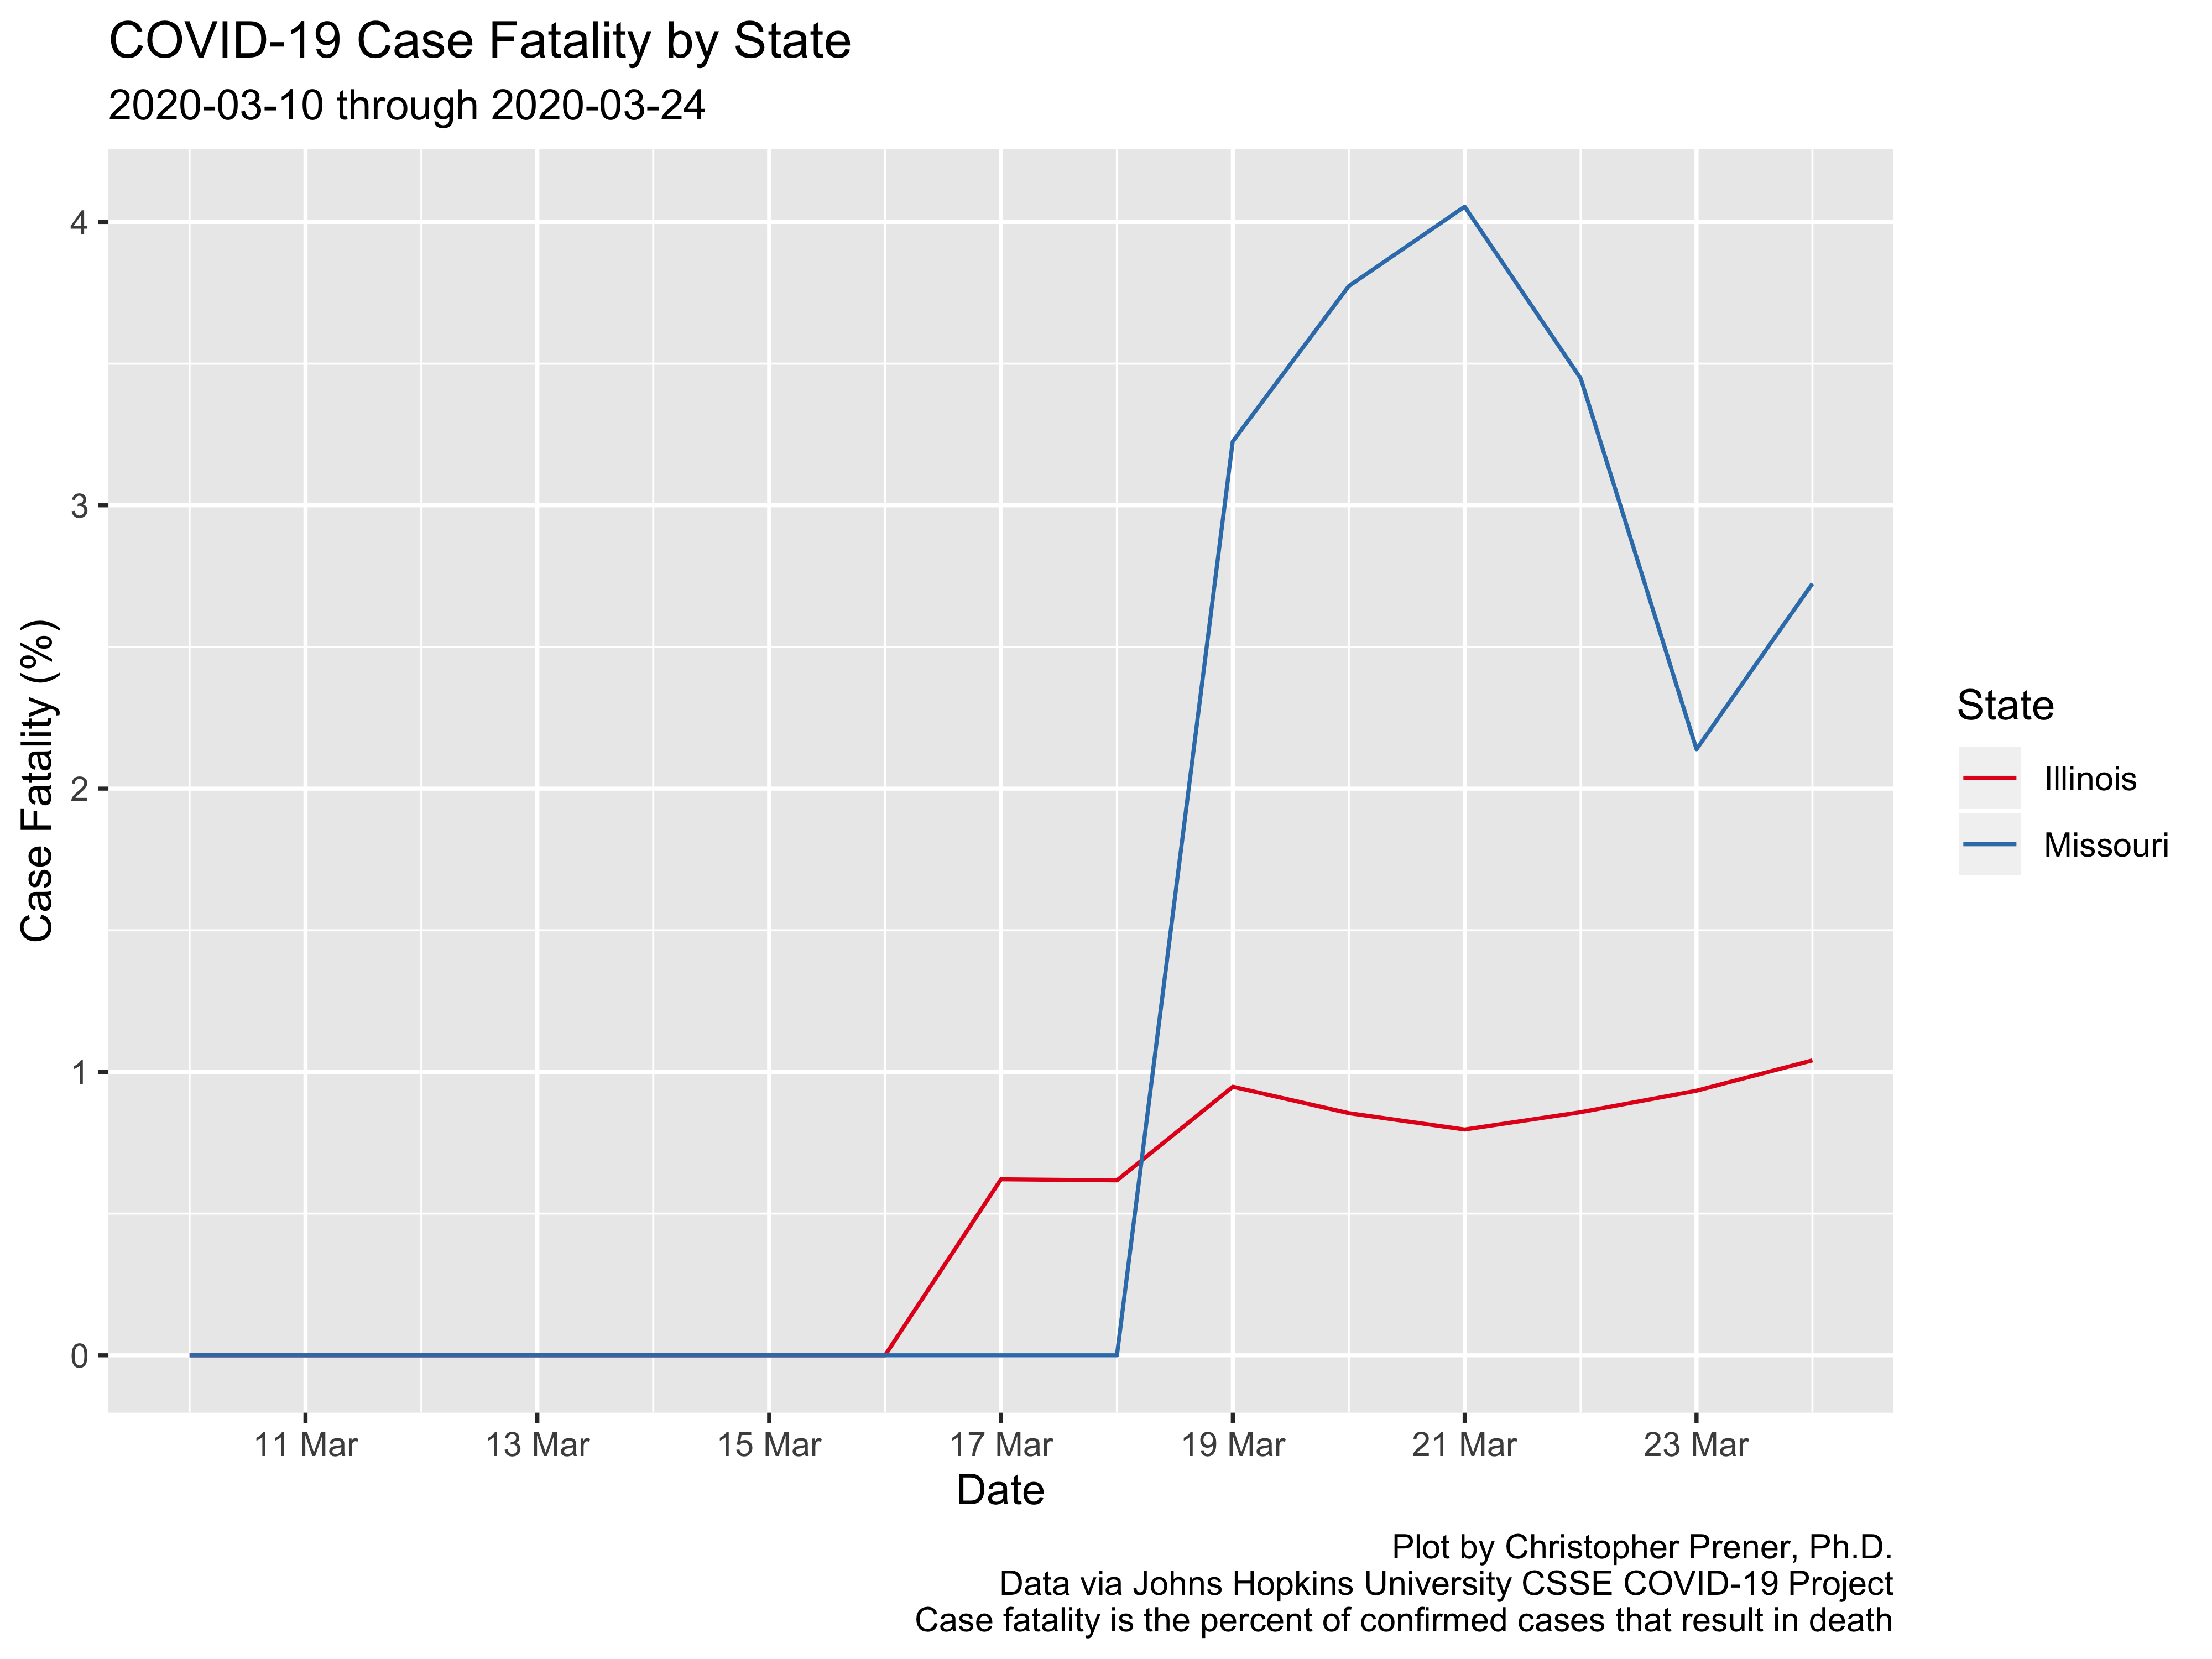 COVID-19 Case Fatality by State
2020-03-10 through 2020-03-24
Case Fatality (%)
4
3
2
1
0
11 Mar
13 Mar
15 Mar
17 Mar
19 Mar
21 Mar
23 Mar
Date
State
Illinois
Missouri
Plot by Christopher Prener, Ph.D.
Data via Johns Hopkins University CSSE COVID-19 Project
Case fatality is the percent of confirmed cases that result in death